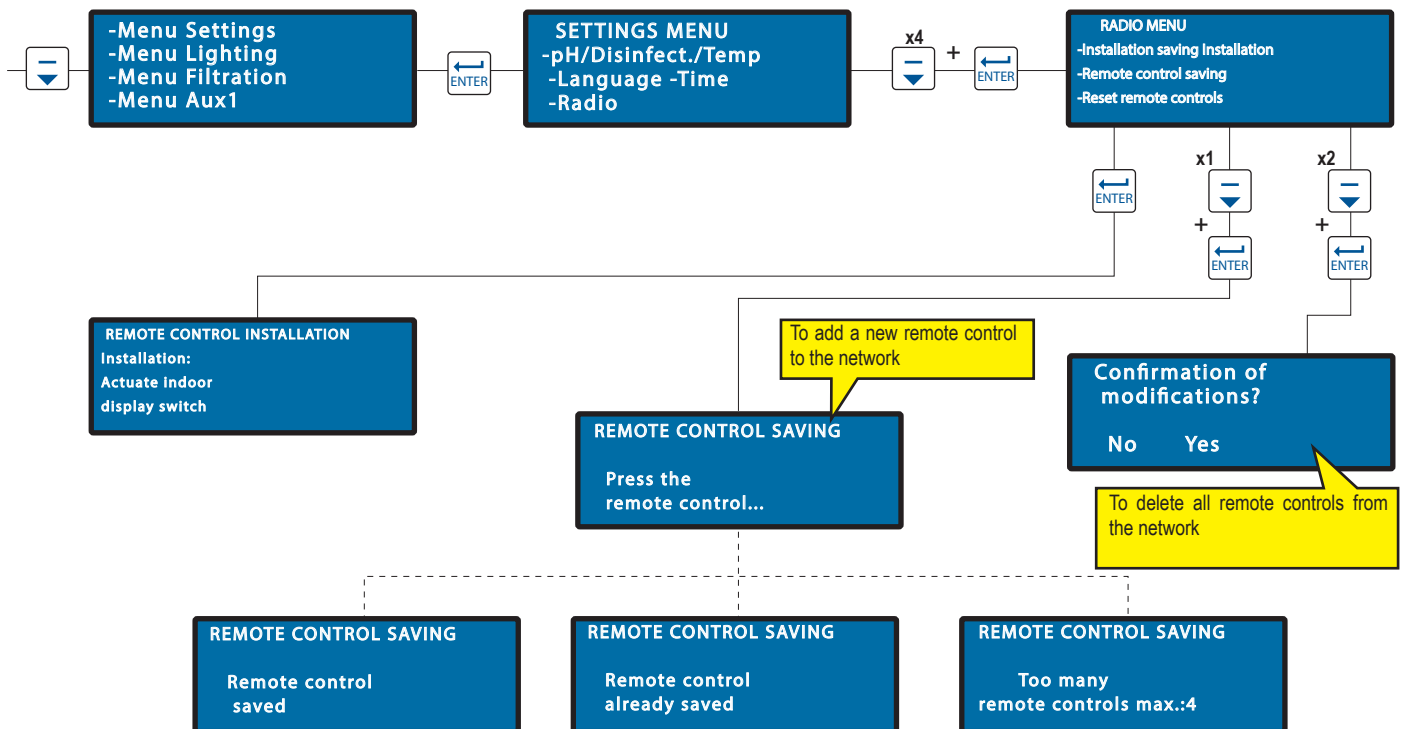 -Menu Settings
-Menu Lighting
-Menu Filtration
-Menu Aux1
ENTER
SETTINGS MENU
-pH/Disinfect./Temp
-Language -Time
-Radio
x4
+
ENTER
RADIO MENU
-Installation saving Installation
-Remote control saving
-Reset remote controls
ENTER
x1
+
ENTER
x2
+
ENTER
REMOTE CONTROL INSTALLATION
Installation:
Actuate indoor
display switch
To add a new remote control
to the network
REMOTE CONTROL SAVING
Press the
remote control...
Confirmation of
modifications?
No Yes
To delete all remote controls from
the network
REMOTE CONTROL SAVING
Remote control
saved
REMOTE CONTROL SAVING
Remote control
already saved
REMOTE CONTROL SAVING
Too many
remote controls max.:4